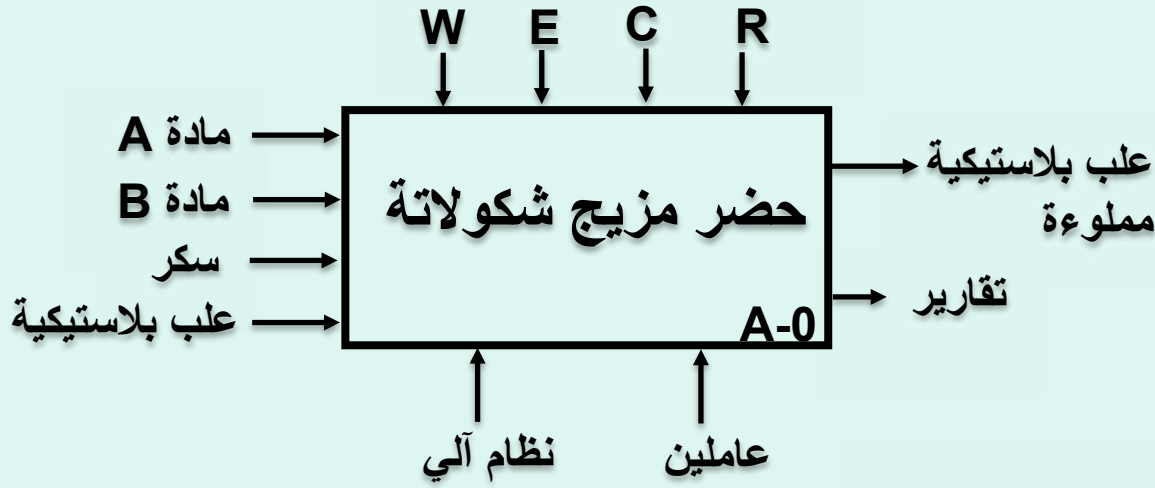 W E C R
مادة A
مادة B
سكر
علب بلاستيكية
حضر مزيج شكولاتة
A-0
علب بلاستيكية
مملوءة
تقارير
نظام آلي
عاملين